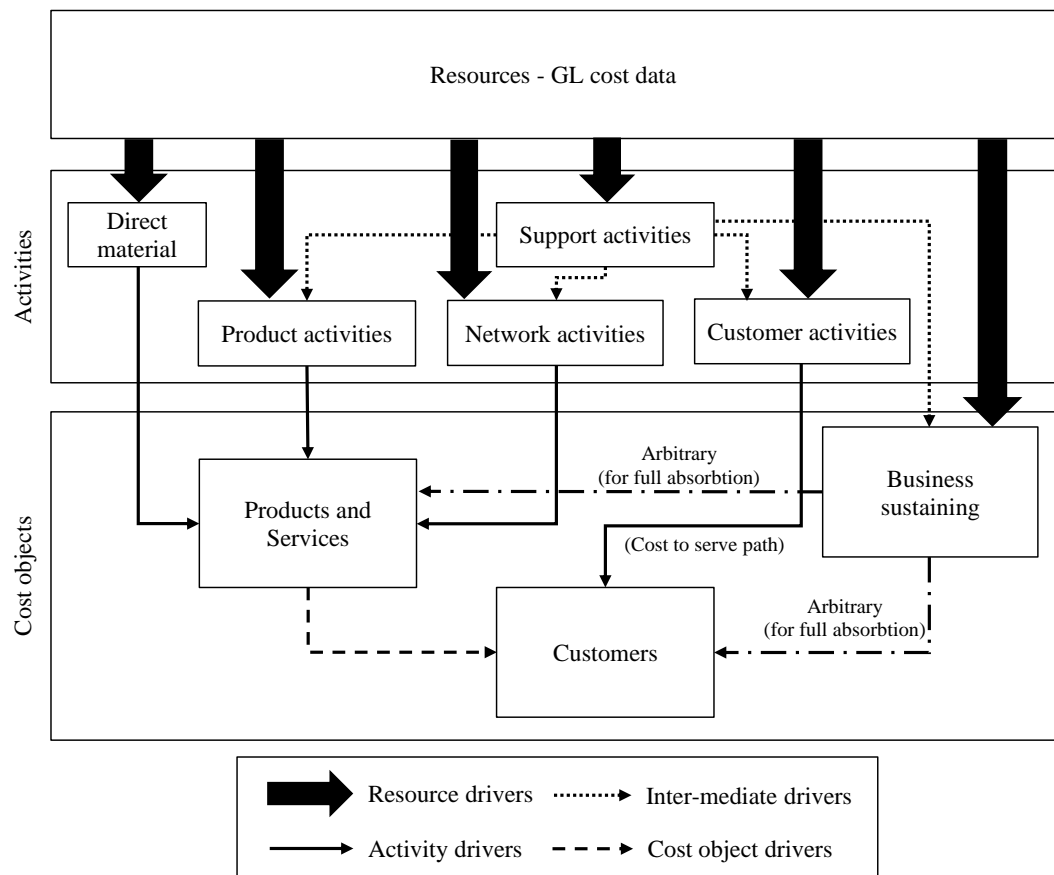 Resources - GL cost data
Activities
Direct
material
Support activities
Product activities
Network activities
Customer activities
Cost objects
Products and
Services
Arbitrary
(for full absorbtion)
Business
sustaining
(Cost to serve path)
Customers
Arbitrary
(for full absorbtion)
Resource drivers
Inter-mediate drivers
Activity drivers
Cost object drivers